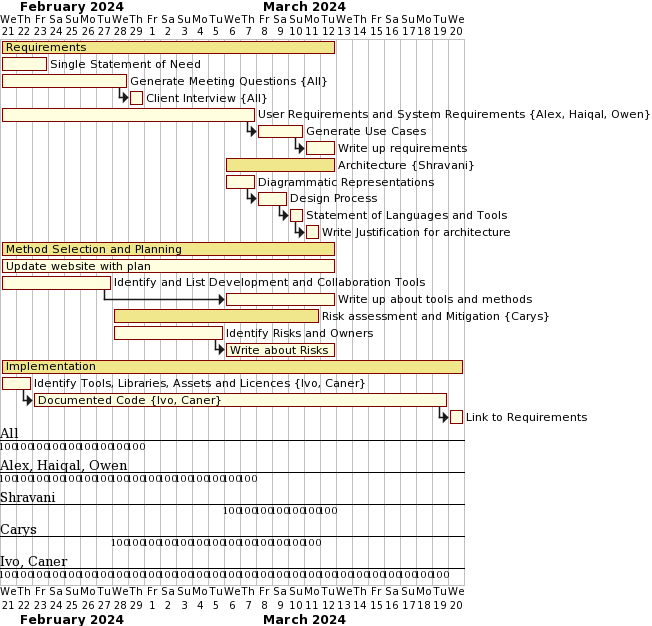 February 2024 March 2024
We Th Fr Sa Su Mo Tu We Th Fr Sa Su Mo Tu We Th Fr Sa Su Mo Tu We Th Fr Sa Su Mo Tu We
21 22 23 24 25 26 27 28 29 1 2 3 4 5 6 7 8 9 10 11 12 13 14 15 16 17 18 19 20
Requirements
Single Statement of Need
Generate Meeting Questions {All}
Client Interview {All}
User Requirements and System Requirements {Alex, Haiqal, Owen}
Generate Use Cases
Write up requirements
Architecture {Shravani}
Diagrammatic Representations
Design Process
Statement of Languages and Tools
Write Justification for architecture
Method Selection and Planning
Update website with plan
Identify and List Development and Collaboration Tools
Write up about tools and methods
Risk assessment and Mitigation {Carys}
Identify Risks and Owners
Write about Risks
Implementation
Identify Tools, Libraries, Assets and Licences {Ivo, Caner}
Documented Code {Ivo, Caner}
Link to Requirements
All
100 100 100 100 100 100 100 100 100
Alex, Haiqal, Owen
100 100 100 100 100 100 100 100 100 100 100 100 100 100 100 100
Shravani
100 100 100 100 100 100 100
Carys
100 100 100 100 100 100 100 100 100 100 100 100 100
Ivo, Caner
100 100 100 100 100 100 100 100 100 100 100 100 100 100 100 100 100 100 100 100 100 100 100 100 100 100 100 100
We Th Fr Sa Su Mo Tu We Th Fr Sa Su Mo Tu We Th Fr Sa Su Mo Tu We Th Fr Sa Su Mo Tu We
21 22 23 24 25 26 27 28 29 1 2 3 4 5 6 7 8 9 10 11 12 13 14 15 16 17 18 19 20
February 2024 March 2024